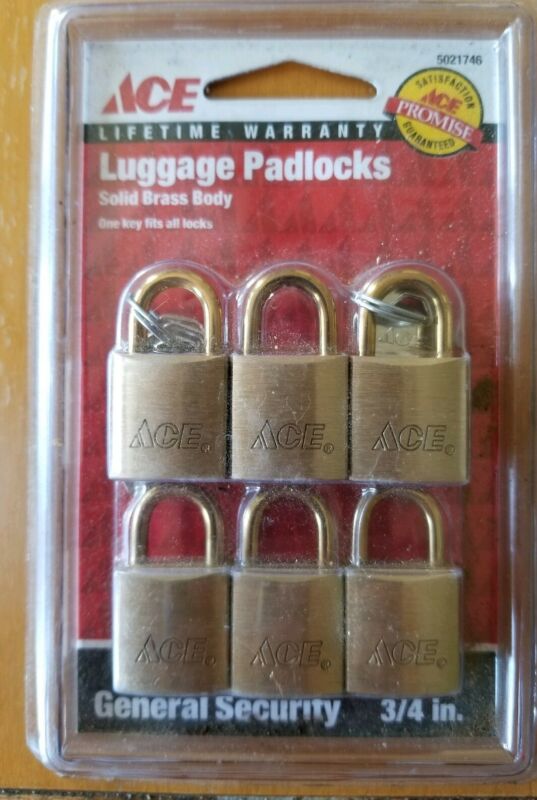 5021746
ACE
SATISFACTION
ACE
PROMISE
GUARANTEED
LIFETIME WARRANTY
Luggage Padlocks
Solid Brass Body
One key fits all locks
ACE® ACE® ACE®
ACE® ACE® ACE®
General Security 3/4 in.